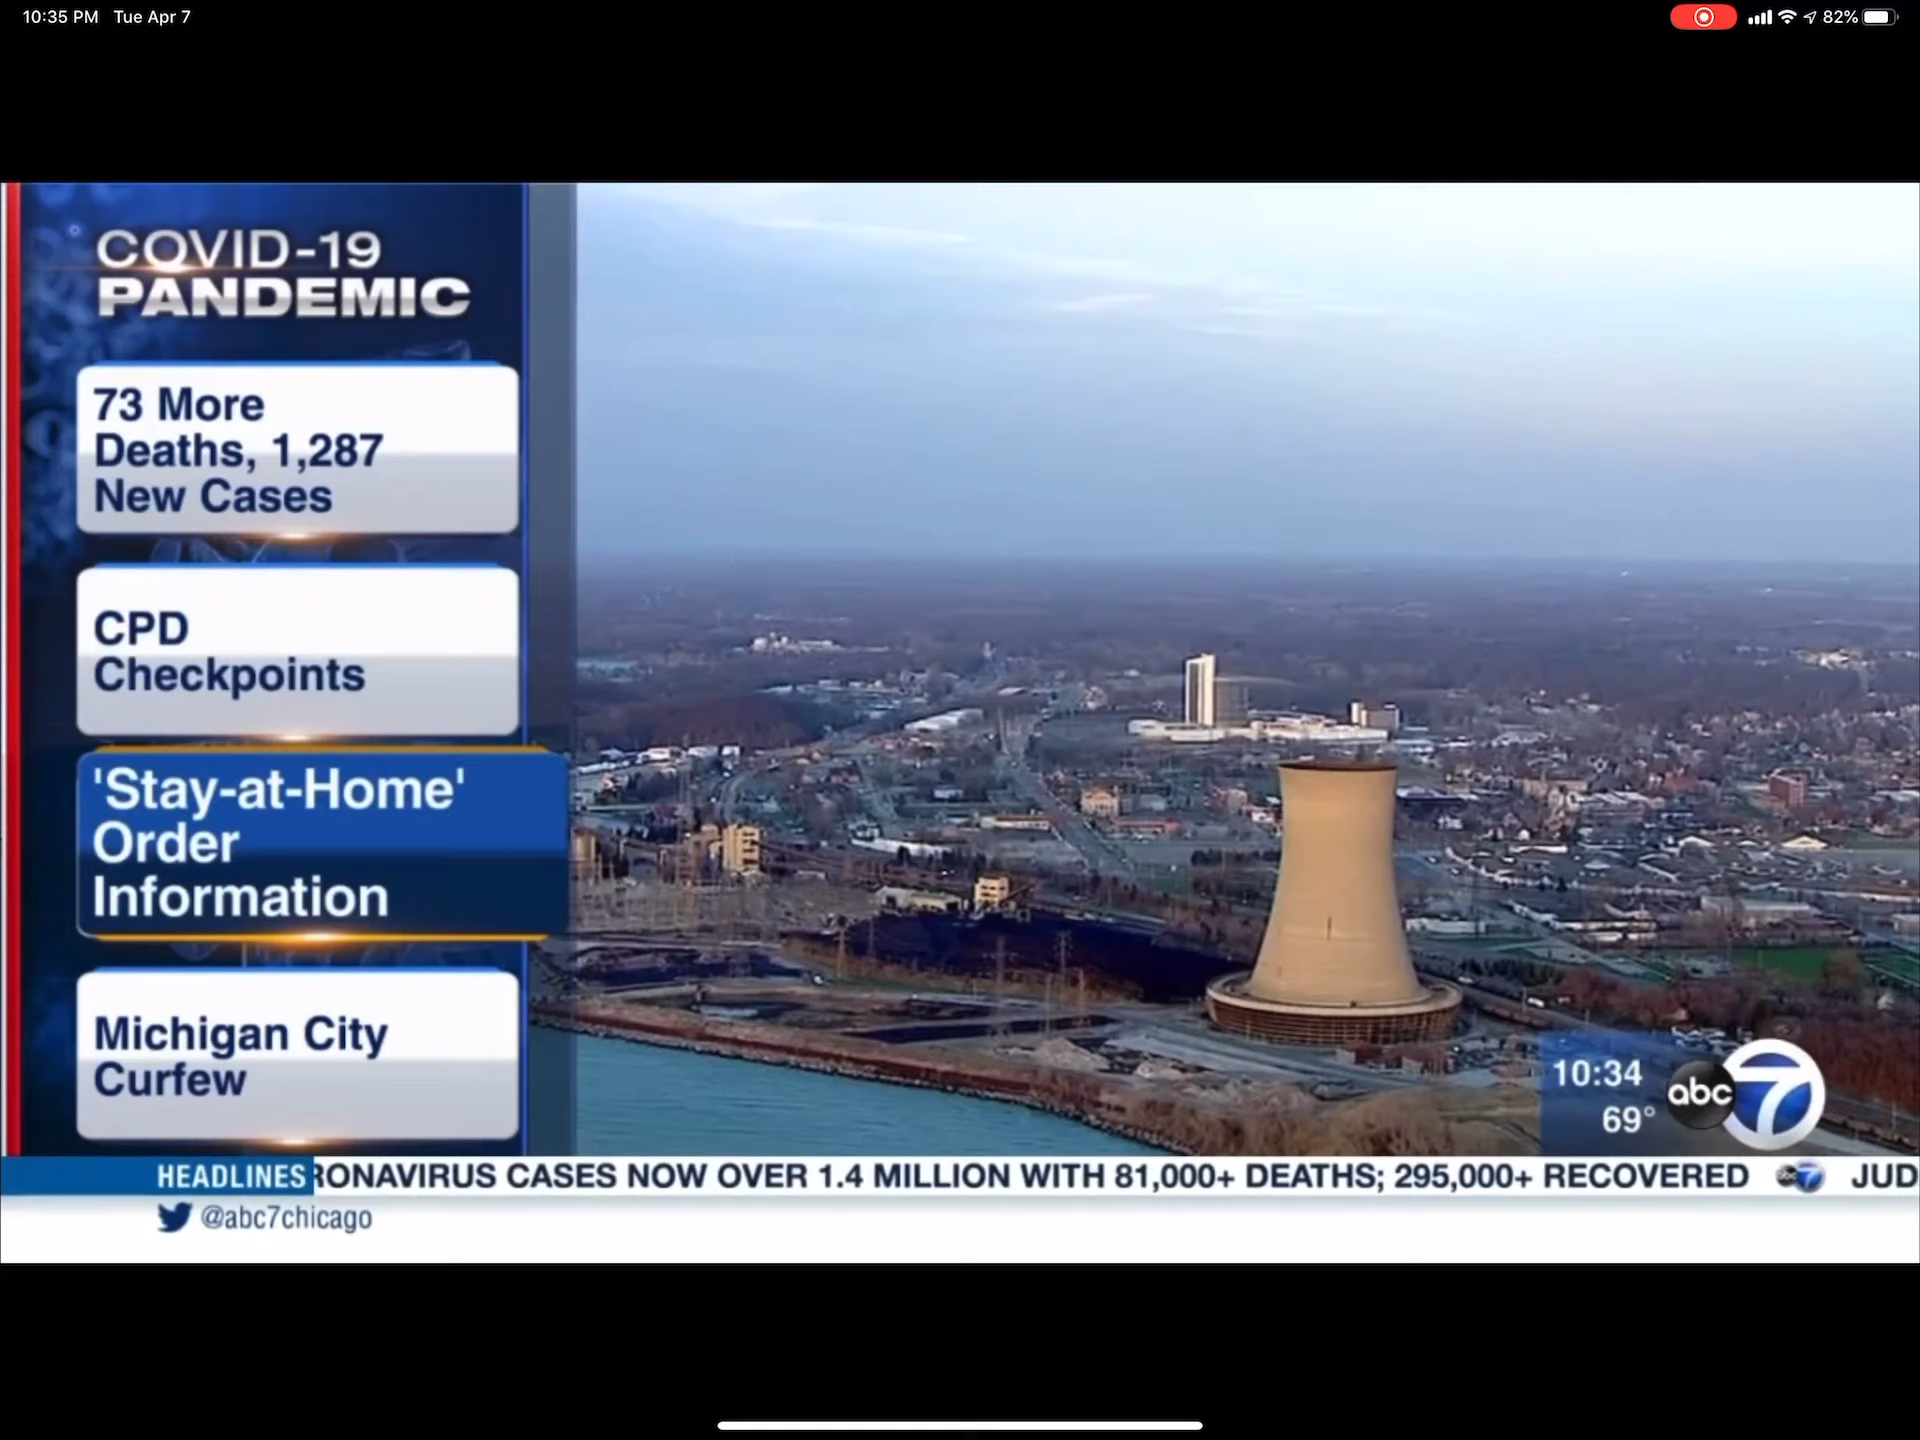 10:35 PM Tue Apr 7
82%
COVID-19
PANDEMIC
73 More
Deaths, 1,287
New Cases
CPD
Checkpoints
'Stay-at-Home'
Order
Information
Michigan City
Curfew
10:34
69°
abc 7
HEADLINES RONAVIRUS CASES NOW OVER 1.4 MILLION WITH 81,000+ DEATHS; 295,000+ RECOVERED abc 7 JUD
@abc7chicago